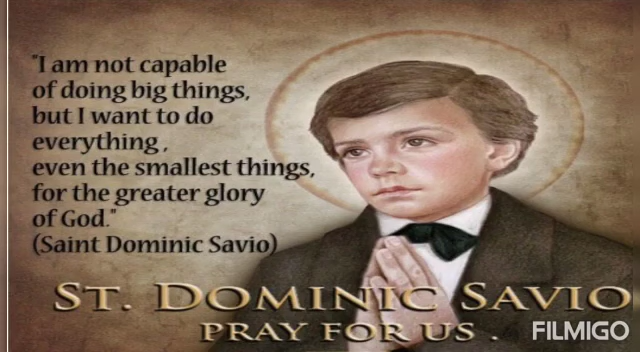 "I am not capable
of doing big things,
but I want to do
everything ,
even the smallest things,
for the greater glory
of God."
(Saint Dominic Savio)
ST. DOMINIC SAVIO
PRAY FOR US .
FILMIGO